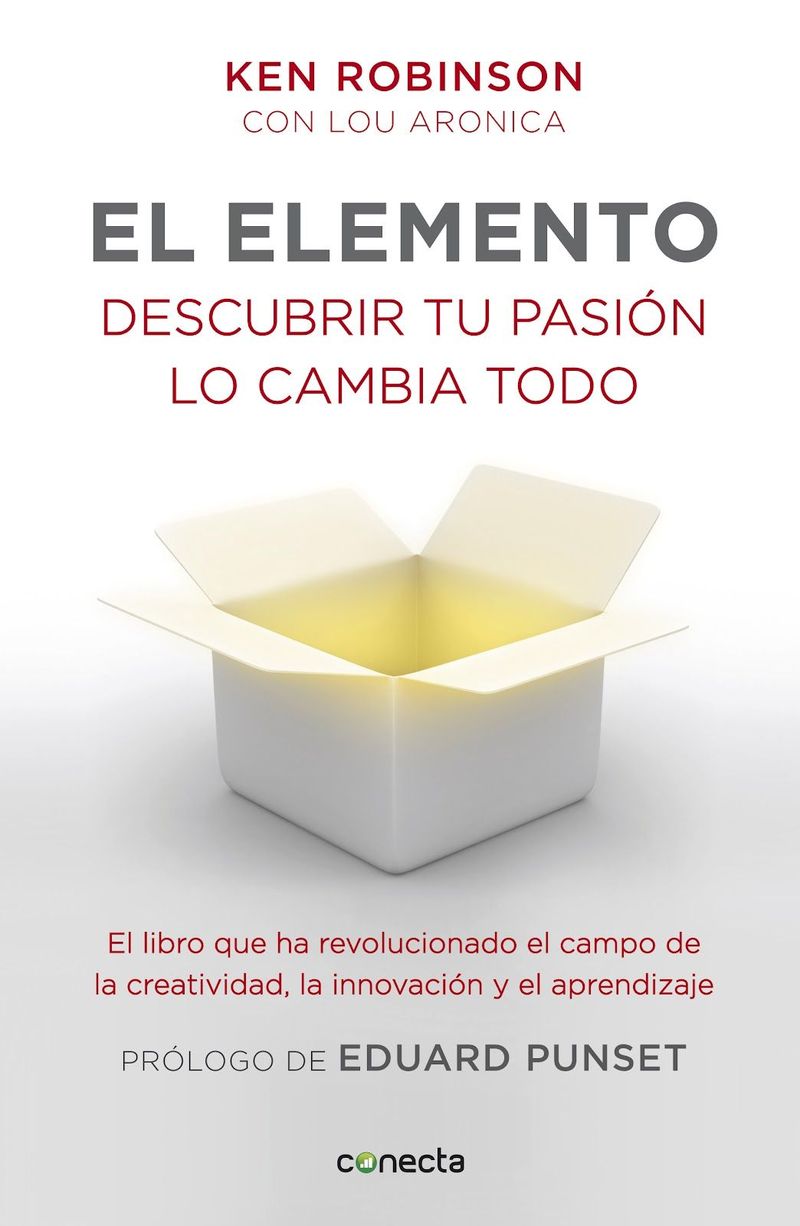 KEN ROBINSON
CON LOU ARONICA
EL ELEMENTO
DESCUBRIR TU PASIÓN
LO CAMBIA TODO
El libro que ha revolucionado el campo de
la creatividad, la innovación y el aprendizaje
PRÓLOGO DE EDUARD PUNSET
conecta